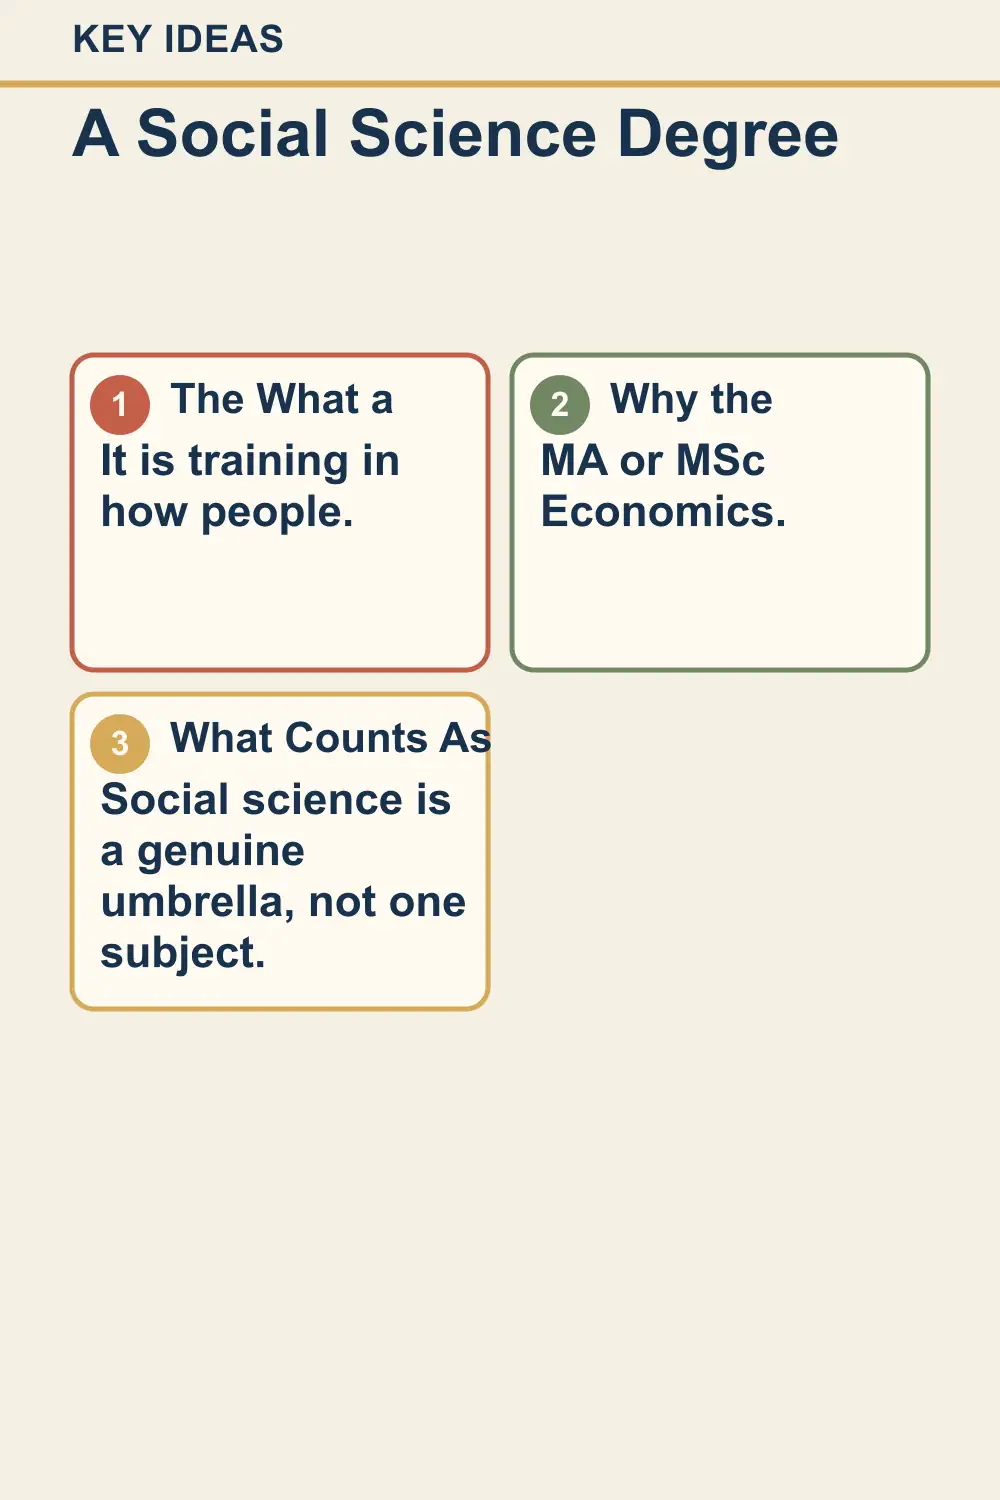 KEY IDEAS
A Social Science Degree
1 The What a
It is training in
how people.
2 Why the
MA or MSc
Economics.
3 What Counts As
Social science is
a genuine
umbrella, not one
subject.